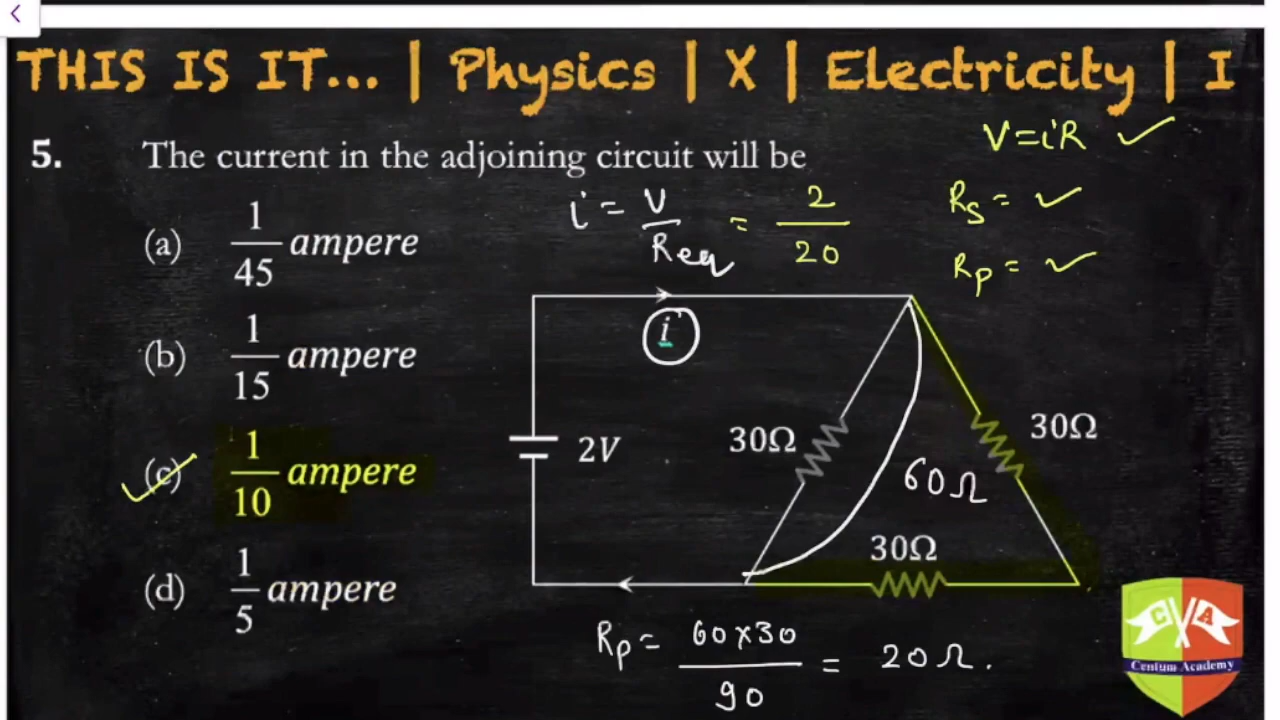 THIS IS IT... | Physics | X | Electricity | I
5. The current in the adjoining circuit will be
V=iR ✓
i = V/Req = 2/20
Rs = ✓
Rp = ✓
(a) 1/45 ampere
(b) 1/15 ampere
(c) 1/10 ampere
(d) 1/5 ampere
i
2V
30Ω
30Ω
60Ω
30Ω
Rp = 60×30/90 = 20Ω.
C A
Centum Academy